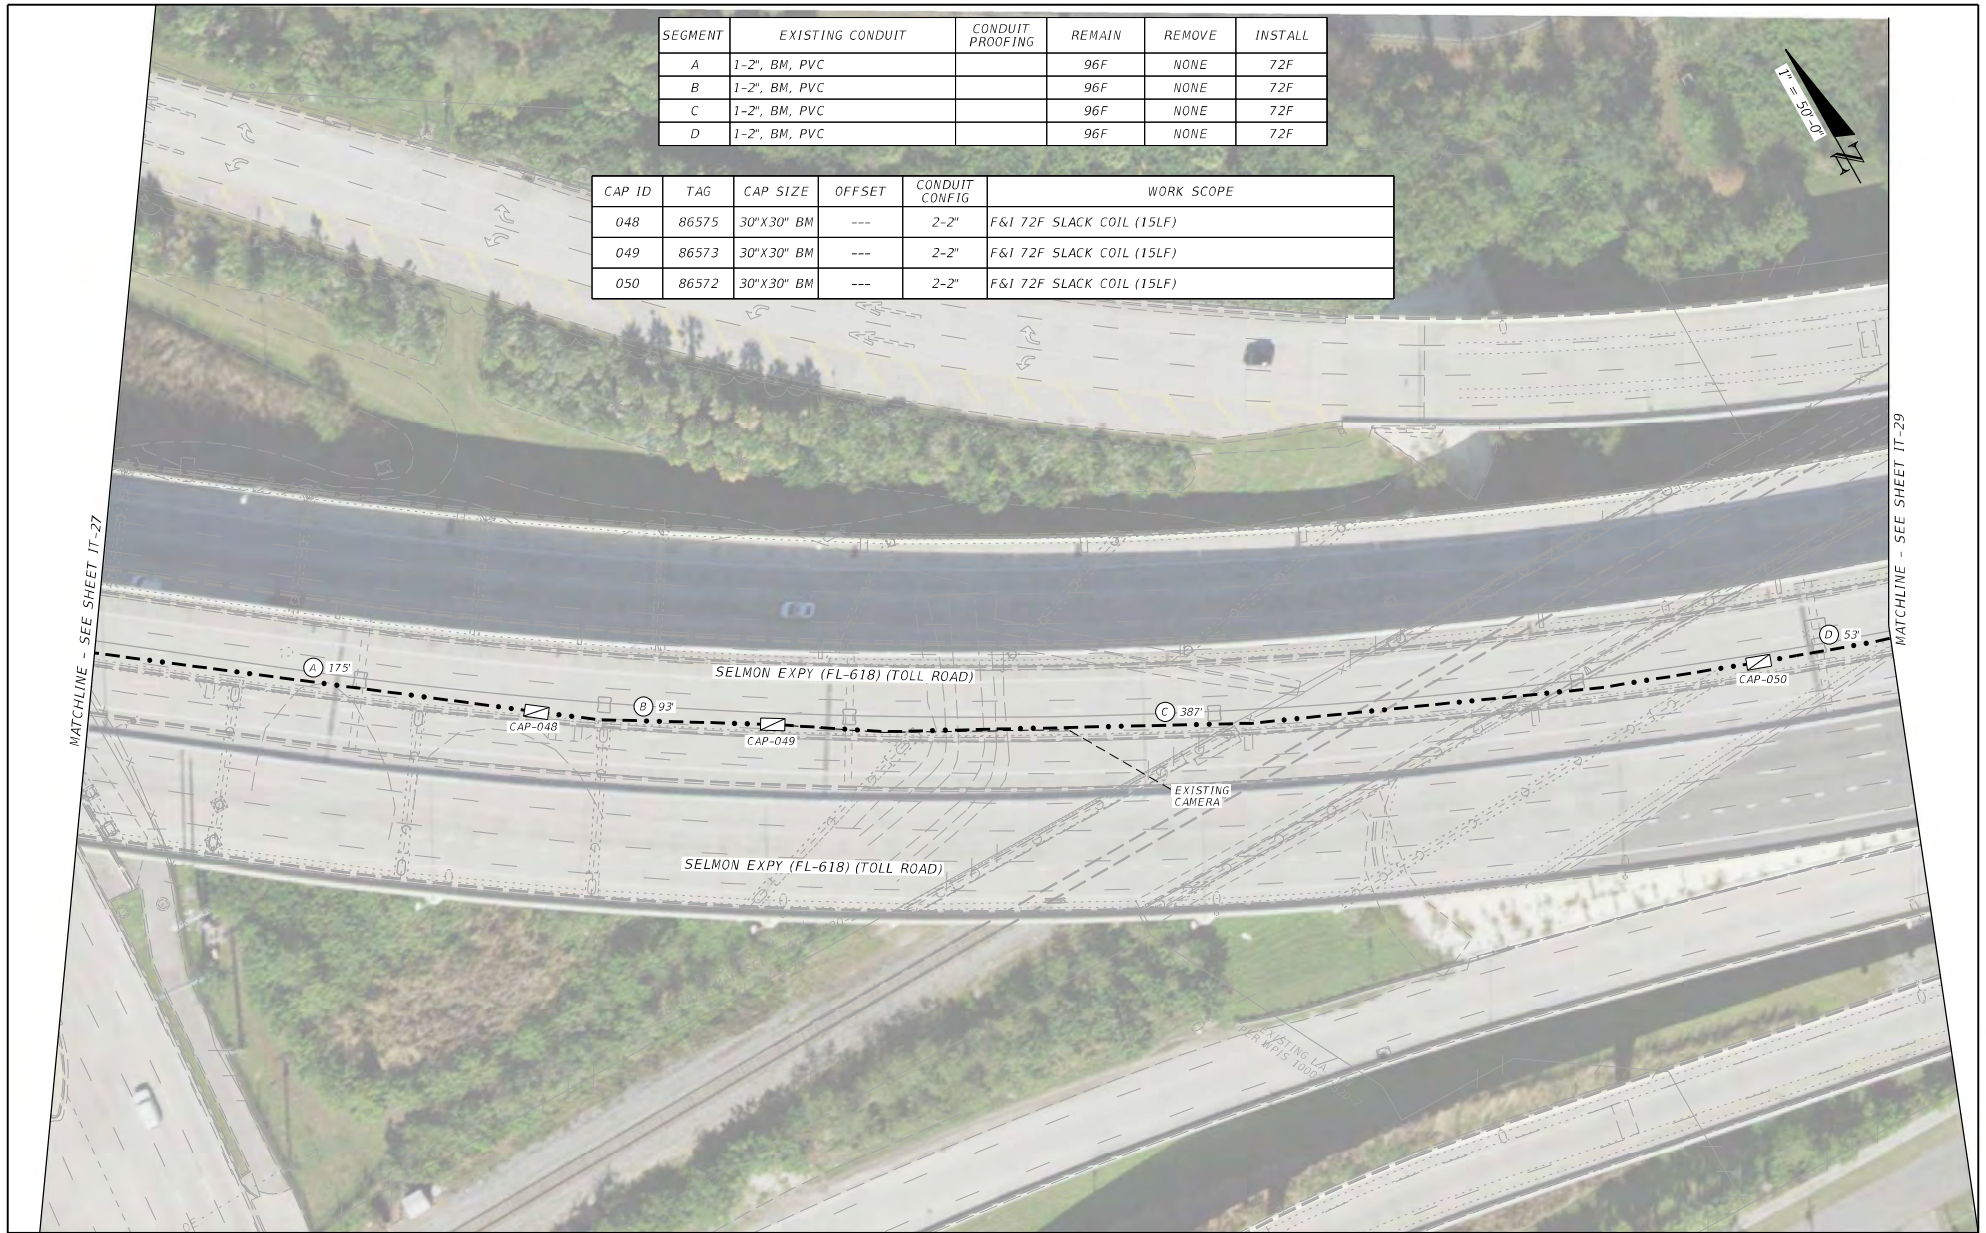 SEGMENT EXISTING CONDUIT CONDUIT PROOFING REMAIN REMOVE INSTALL
A 1-2", BM, PVC 96F NONE 72F
B 1-2", BM, PVC 96F NONE 72F
C 1-2", BM, PVC 96F NONE 72F
D 1-2", BM, PVC 96F NONE 72F
1" = 50'-0"
N
CAP ID TAG CAP SIZE OFFSET CONDUIT CONFIG WORK SCOPE
048 86575 30"X30" BM --- 2-2" F&I 72F SLACK COIL (15LF)
049 86573 30"X30" BM --- 2-2" F&I 72F SLACK COIL (15LF)
050 86572 30"X30" BM --- 2-2" F&I 72F SLACK COIL (15LF)
MATCHLINE - SEE SHEET IT-27
MATCHLINE - SEE SHEET IT-29
A 175'
SELMON EXPY (FL-618) (TOLL ROAD)
B 93'
C 387'
D 53'
CAP-048
CAP-049
CAP-050
EXISTING
CAMERA
SELMON EXPY (FL-618) (TOLL ROAD)
EXISTING L.A.
PER WPIS 1000